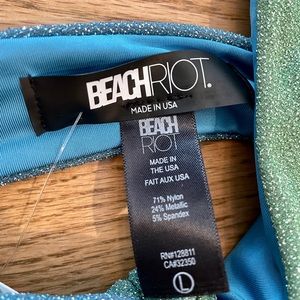 BEACHRIOT.
MADE IN USA
BEACH
RIOT
MADE IN
THE USA
FAIT AUX USA
71% Nylon
24% Metallic
5% Spandex
RN#128811
CA#32350
L